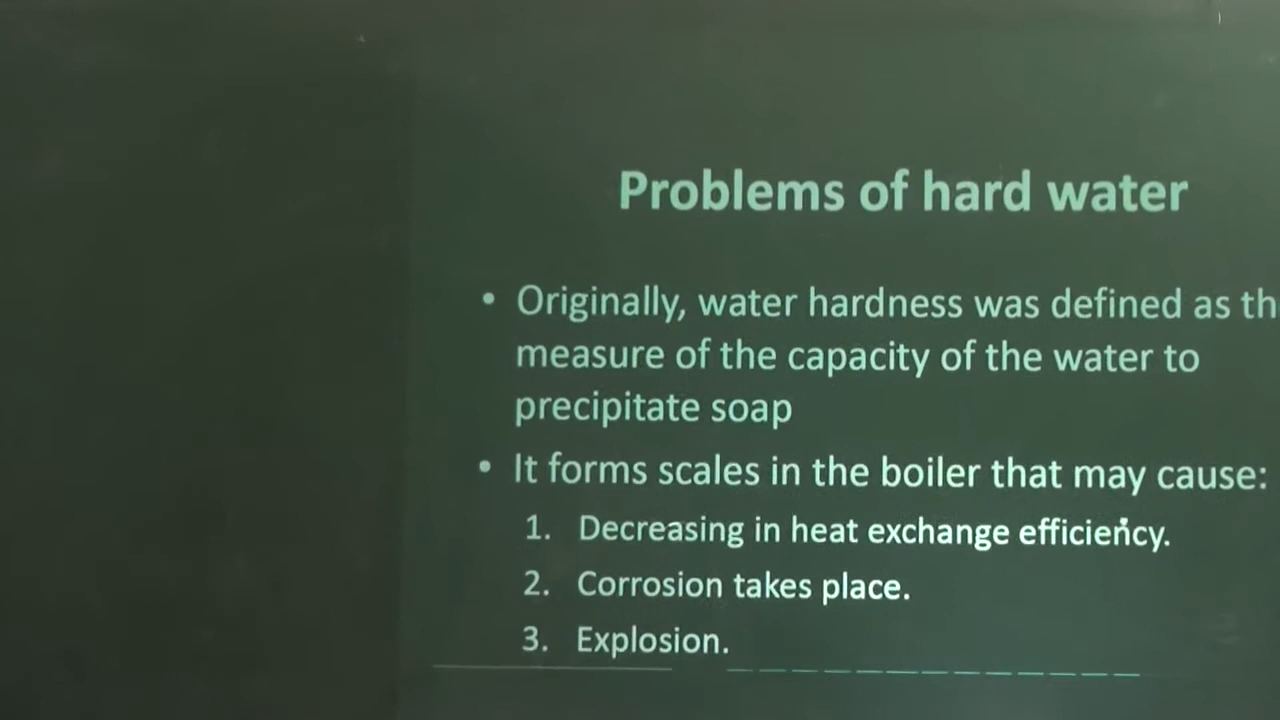 Problems of hard water
• Originally, water hardness was defined as th
measure of the capacity of the water to
precipitate soap
• It forms scales in the boiler that may cause:
1. Decreasing in heat exchange efficiency.
2. Corrosion takes place.
3. Explosion.